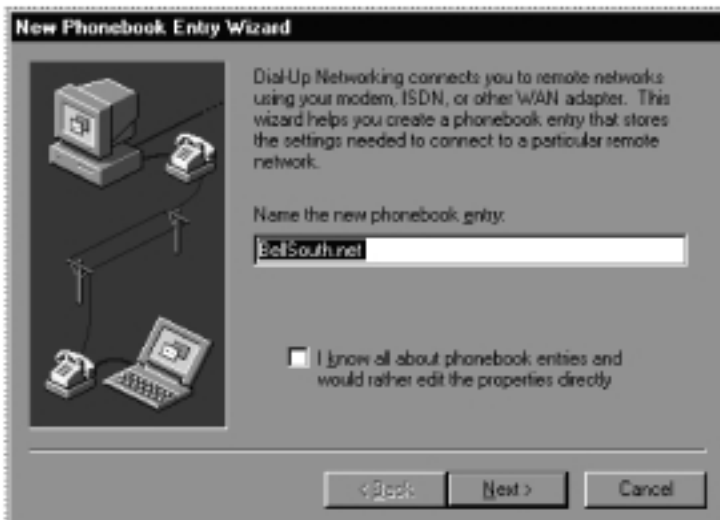 New Phonebook Entry Wizard
Dial-Up Networking connects you to remote networks
using your modem, ISDN, or other WAN adapter. This
wizard helps you create a phonebook entry that stores
the settings needed to connect to a particular remote
network.
Name the new phonebook entry:
BellSouth.net
I know all about phonebook entries and
would rather edit the properties directly
< Back
Next >
Cancel